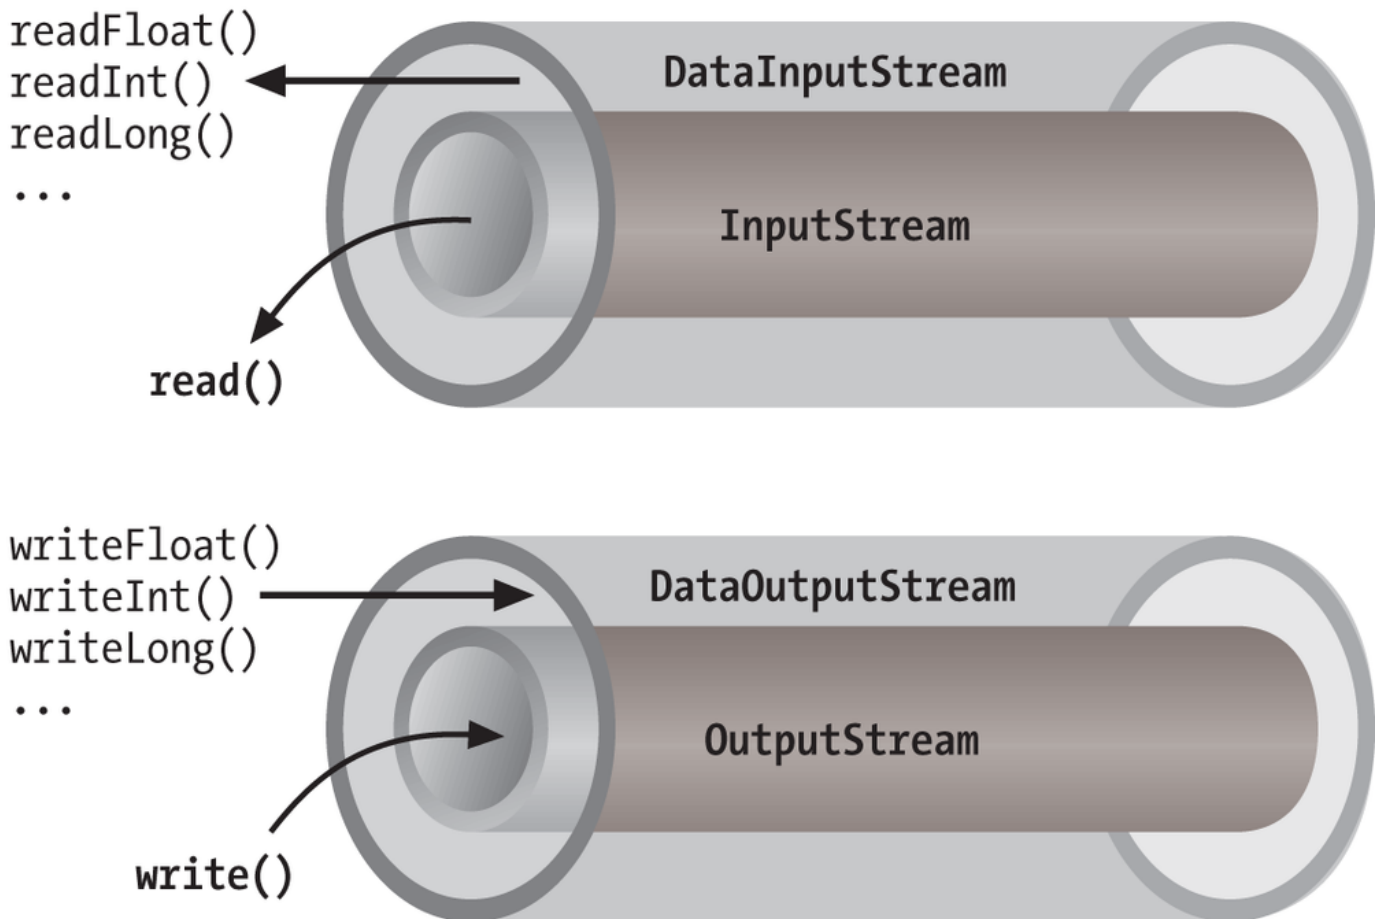 readFloat()
readInt()
readLong()
...
DataInputStream
InputStream
read()
writeFloat()
writeInt()
writeLong()
...
DataOutputStream
OutputStream
write()